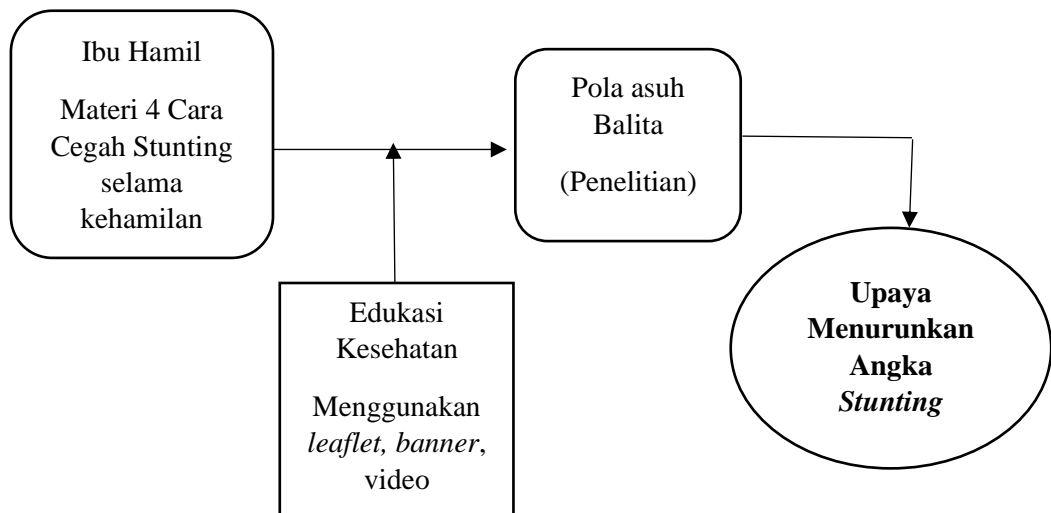 Ibu Hamil
Materi 4 Cara
Cegah Stunting
selama
kehamilan
Pola asuh
Balita
(Penelitian)
Edukasi
Kesehatan
Menggunakan
leaflet, banner,
video
Upaya
Menurunkan
Angka
Stunting